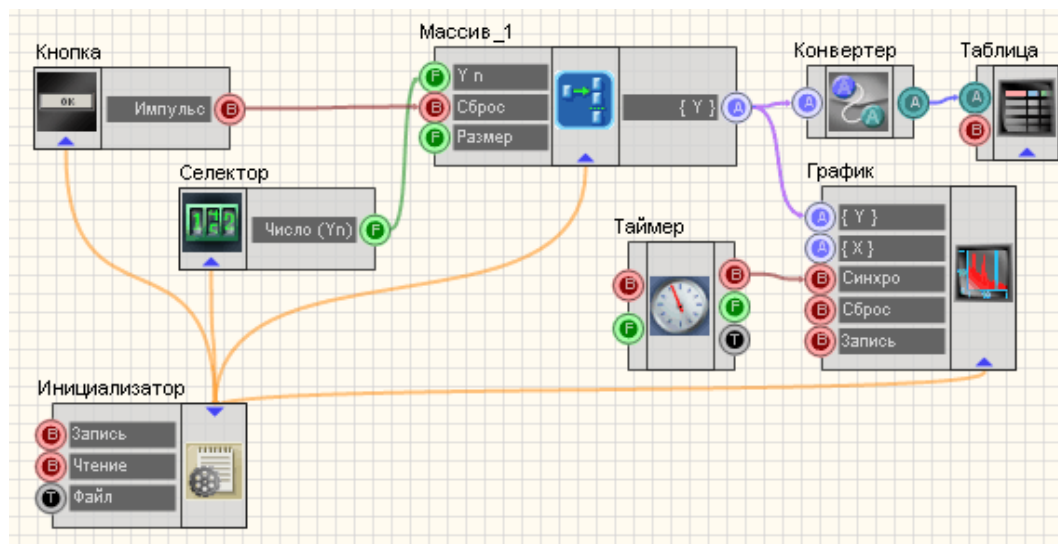 Кнопка
OK
Импульс
B
Массив_1
F
Y n
B
Сброс
F
Размер
{ Y }
A
Конвертер
A
A
A
A
Таблица
A
B
Селектор
Число (Yn)
F
Таймер
B
F
B
F
T
График
A
{ Y }
A
{ X }
B
Синхро
B
Сброс
B
Запись
Инициализатор
B
Запись
B
Чтение
T
Файл